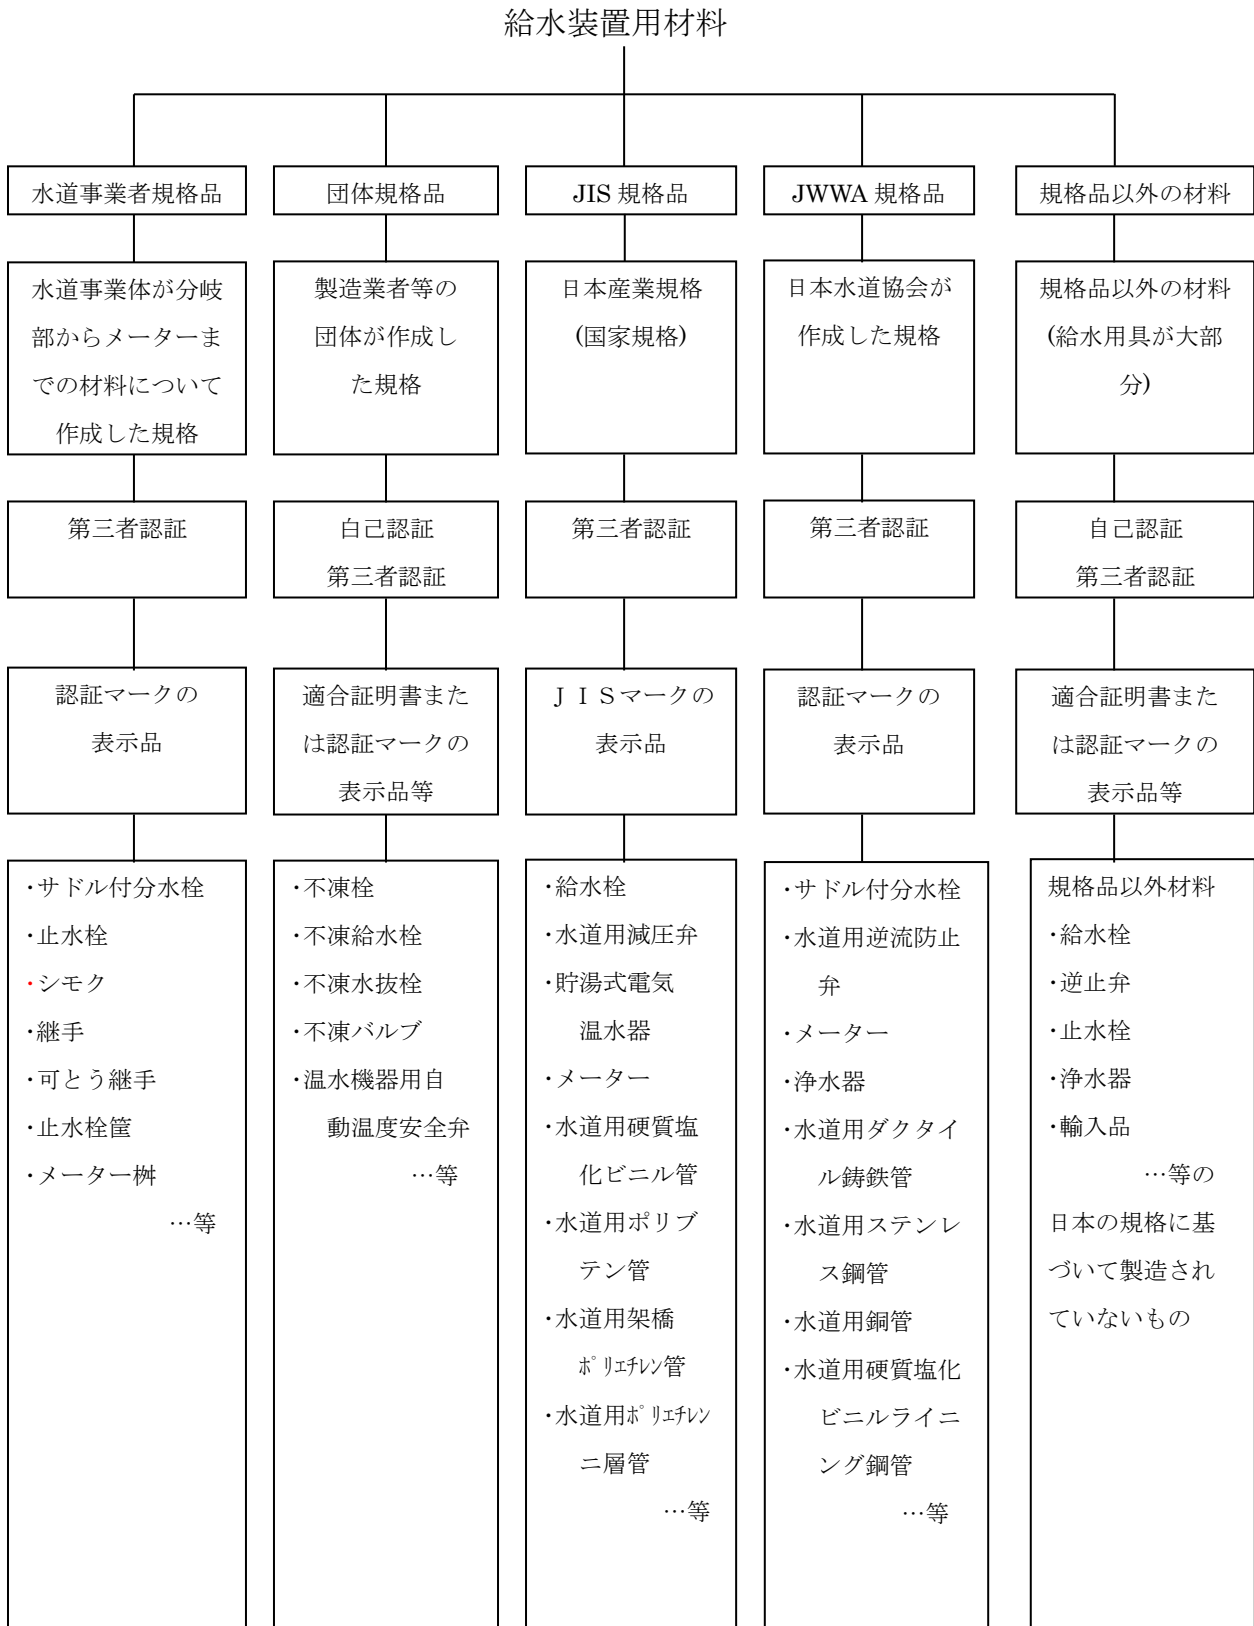 給水装置用材料
水道事業者規格品
団体規格品
JIS 規格品
JWWA 規格品
規格品以外の材料
水道事業体が分岐
部からメーターま
での材料について
作成した規格
製造業者等の
団体が作成し
た規格
日本産業規格
(国家規格)
日本水道協会が
作成した規格
規格品以外の材料
(給水用具が大部
分)
第三者認証
白己認証
第三者認証
第三者認証
第三者認証
自己認証
第三者認証
認証マークの
表示品
適合証明書また
は認証マークの
表示品等
ＪＩＳマークの
表示品
認証マークの
表示品
適合証明書また
は認証マークの
表示品等
・サドル付分水栓
・止水栓
・シモク
・継手
・可とう継手
・止水栓筐
・メーター桝
…等
・不凍栓
・不凍給水栓
・不凍水抜栓
・不凍バルブ
・温水機器用自
動温度安全弁
…等
・給水栓
・水道用減圧弁
・貯湯式電気
温水器
・メーター
・水道用硬質塩
化ビニル管
・水道用ポリブ
テン管
・水道用架橋
ﾎﾟﾘｴﾁﾚﾝ管
・水道用ﾎﾟﾘｴﾁﾚﾝ
ニ層管
…等
・サドル付分水栓
・水道用逆流防止
弁
・メーター
・浄水器
・水道用ダクタイ
ル鋳鉄管
・水道用ステンレ
ス鋼管
・水道用銅管
・水道用硬質塩化
ビニルライニ
ング鋼管
…等
規格品以外材料
・給水栓
・逆止弁
・止水栓
・浄水器
・輸入品
…等の
日本の規格に基
づいて製造され
ていないもの